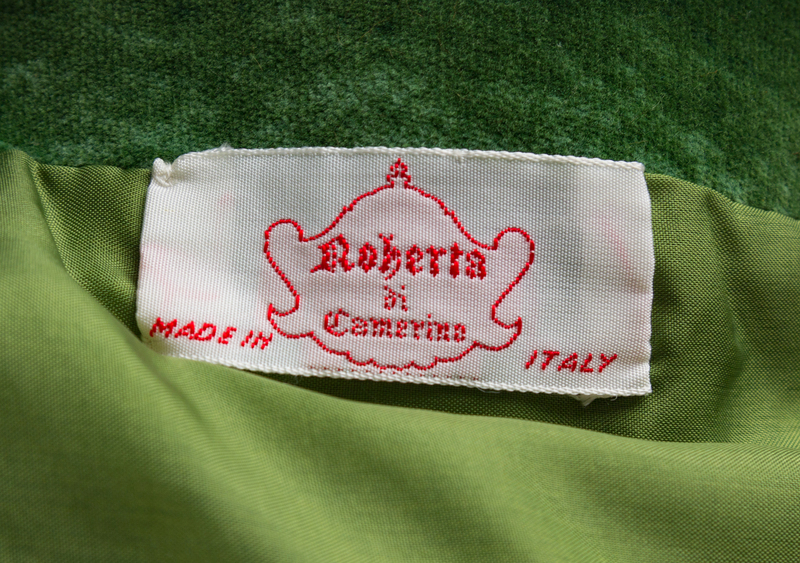 Roberta
di
Camerino
MADE IN ITALY